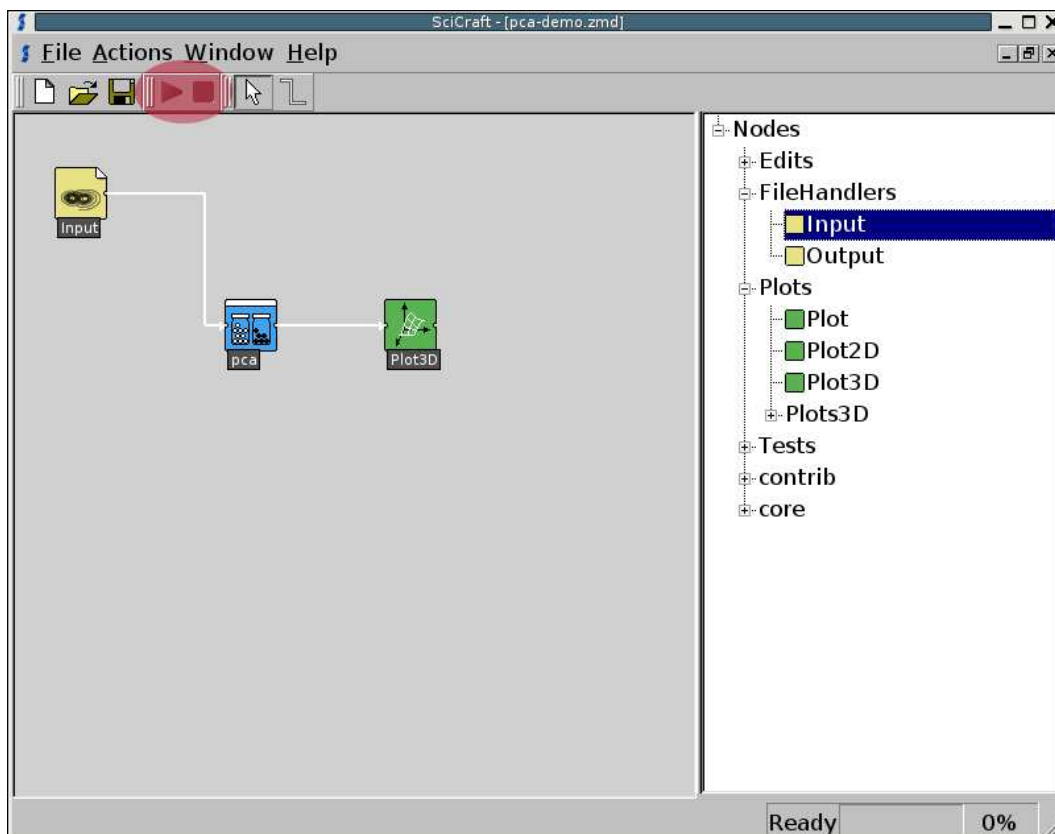 SciCraft - [pca-demo.zmd]
File Actions Window Help
Input
pca
Plot3D
Nodes
Edits
FileHandlers
Input
Output
Plots
Plot
Plot2D
Plot3D
Plots3D
Tests
contrib
core
Ready 0%